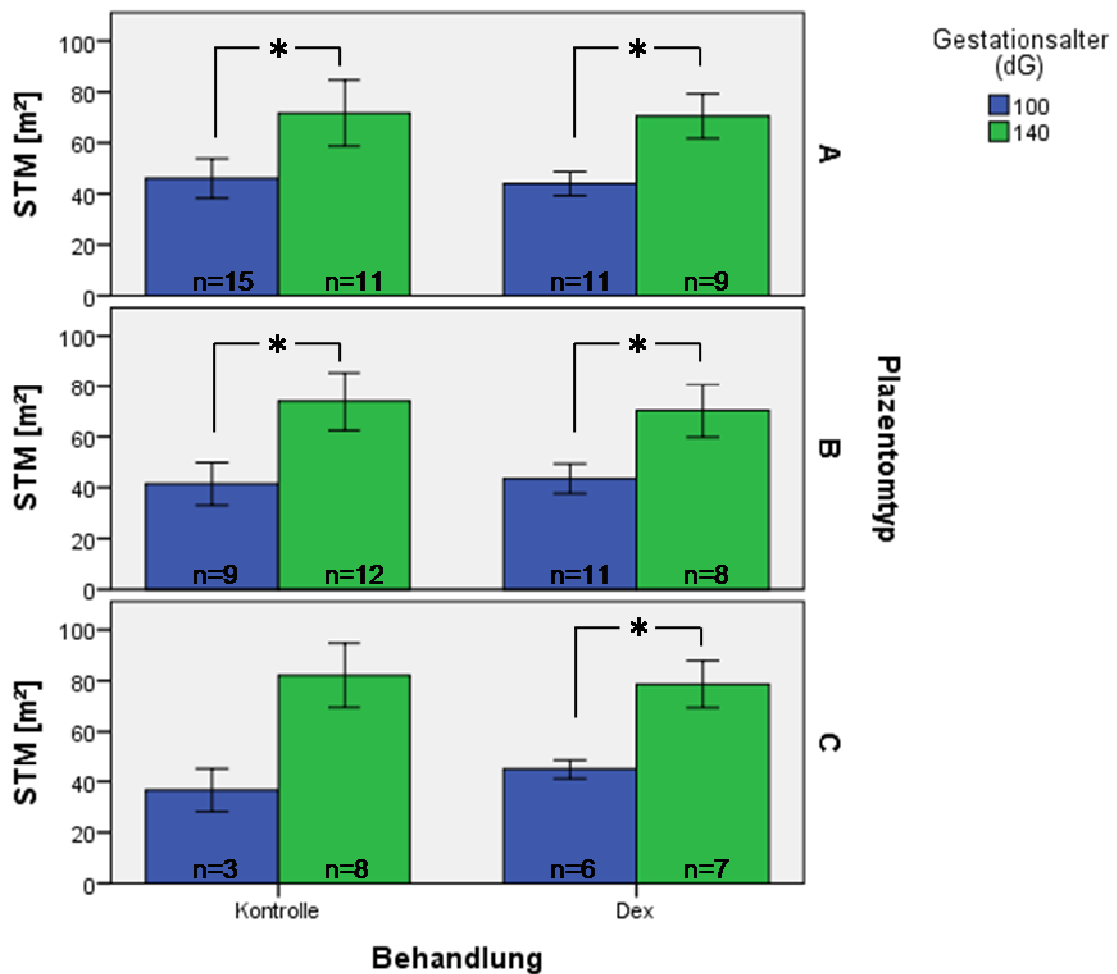 Gestationsalter
(dG)
100
140
STM [m²]
100
80
60
40
20
0
*
*
n=15
n=11
n=11
n=9
A
STM [m²]
100
80
60
40
20
0
*
*
n=9
n=12
n=11
n=8
B
Plazentomtyp
STM [m²]
100
80
60
40
20
0
*
n=3
n=8
n=6
n=7
C
Kontrolle
Dex
Behandlung